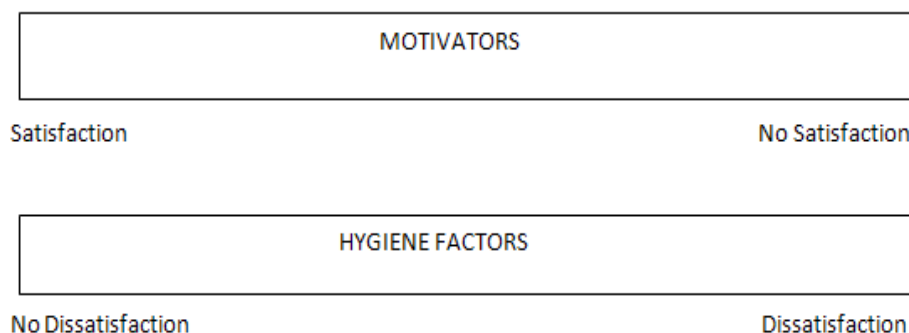 MOTIVATORS
Satisfaction No Satisfaction
HYGIENE FACTORS
No Dissatisfaction Dissatisfaction